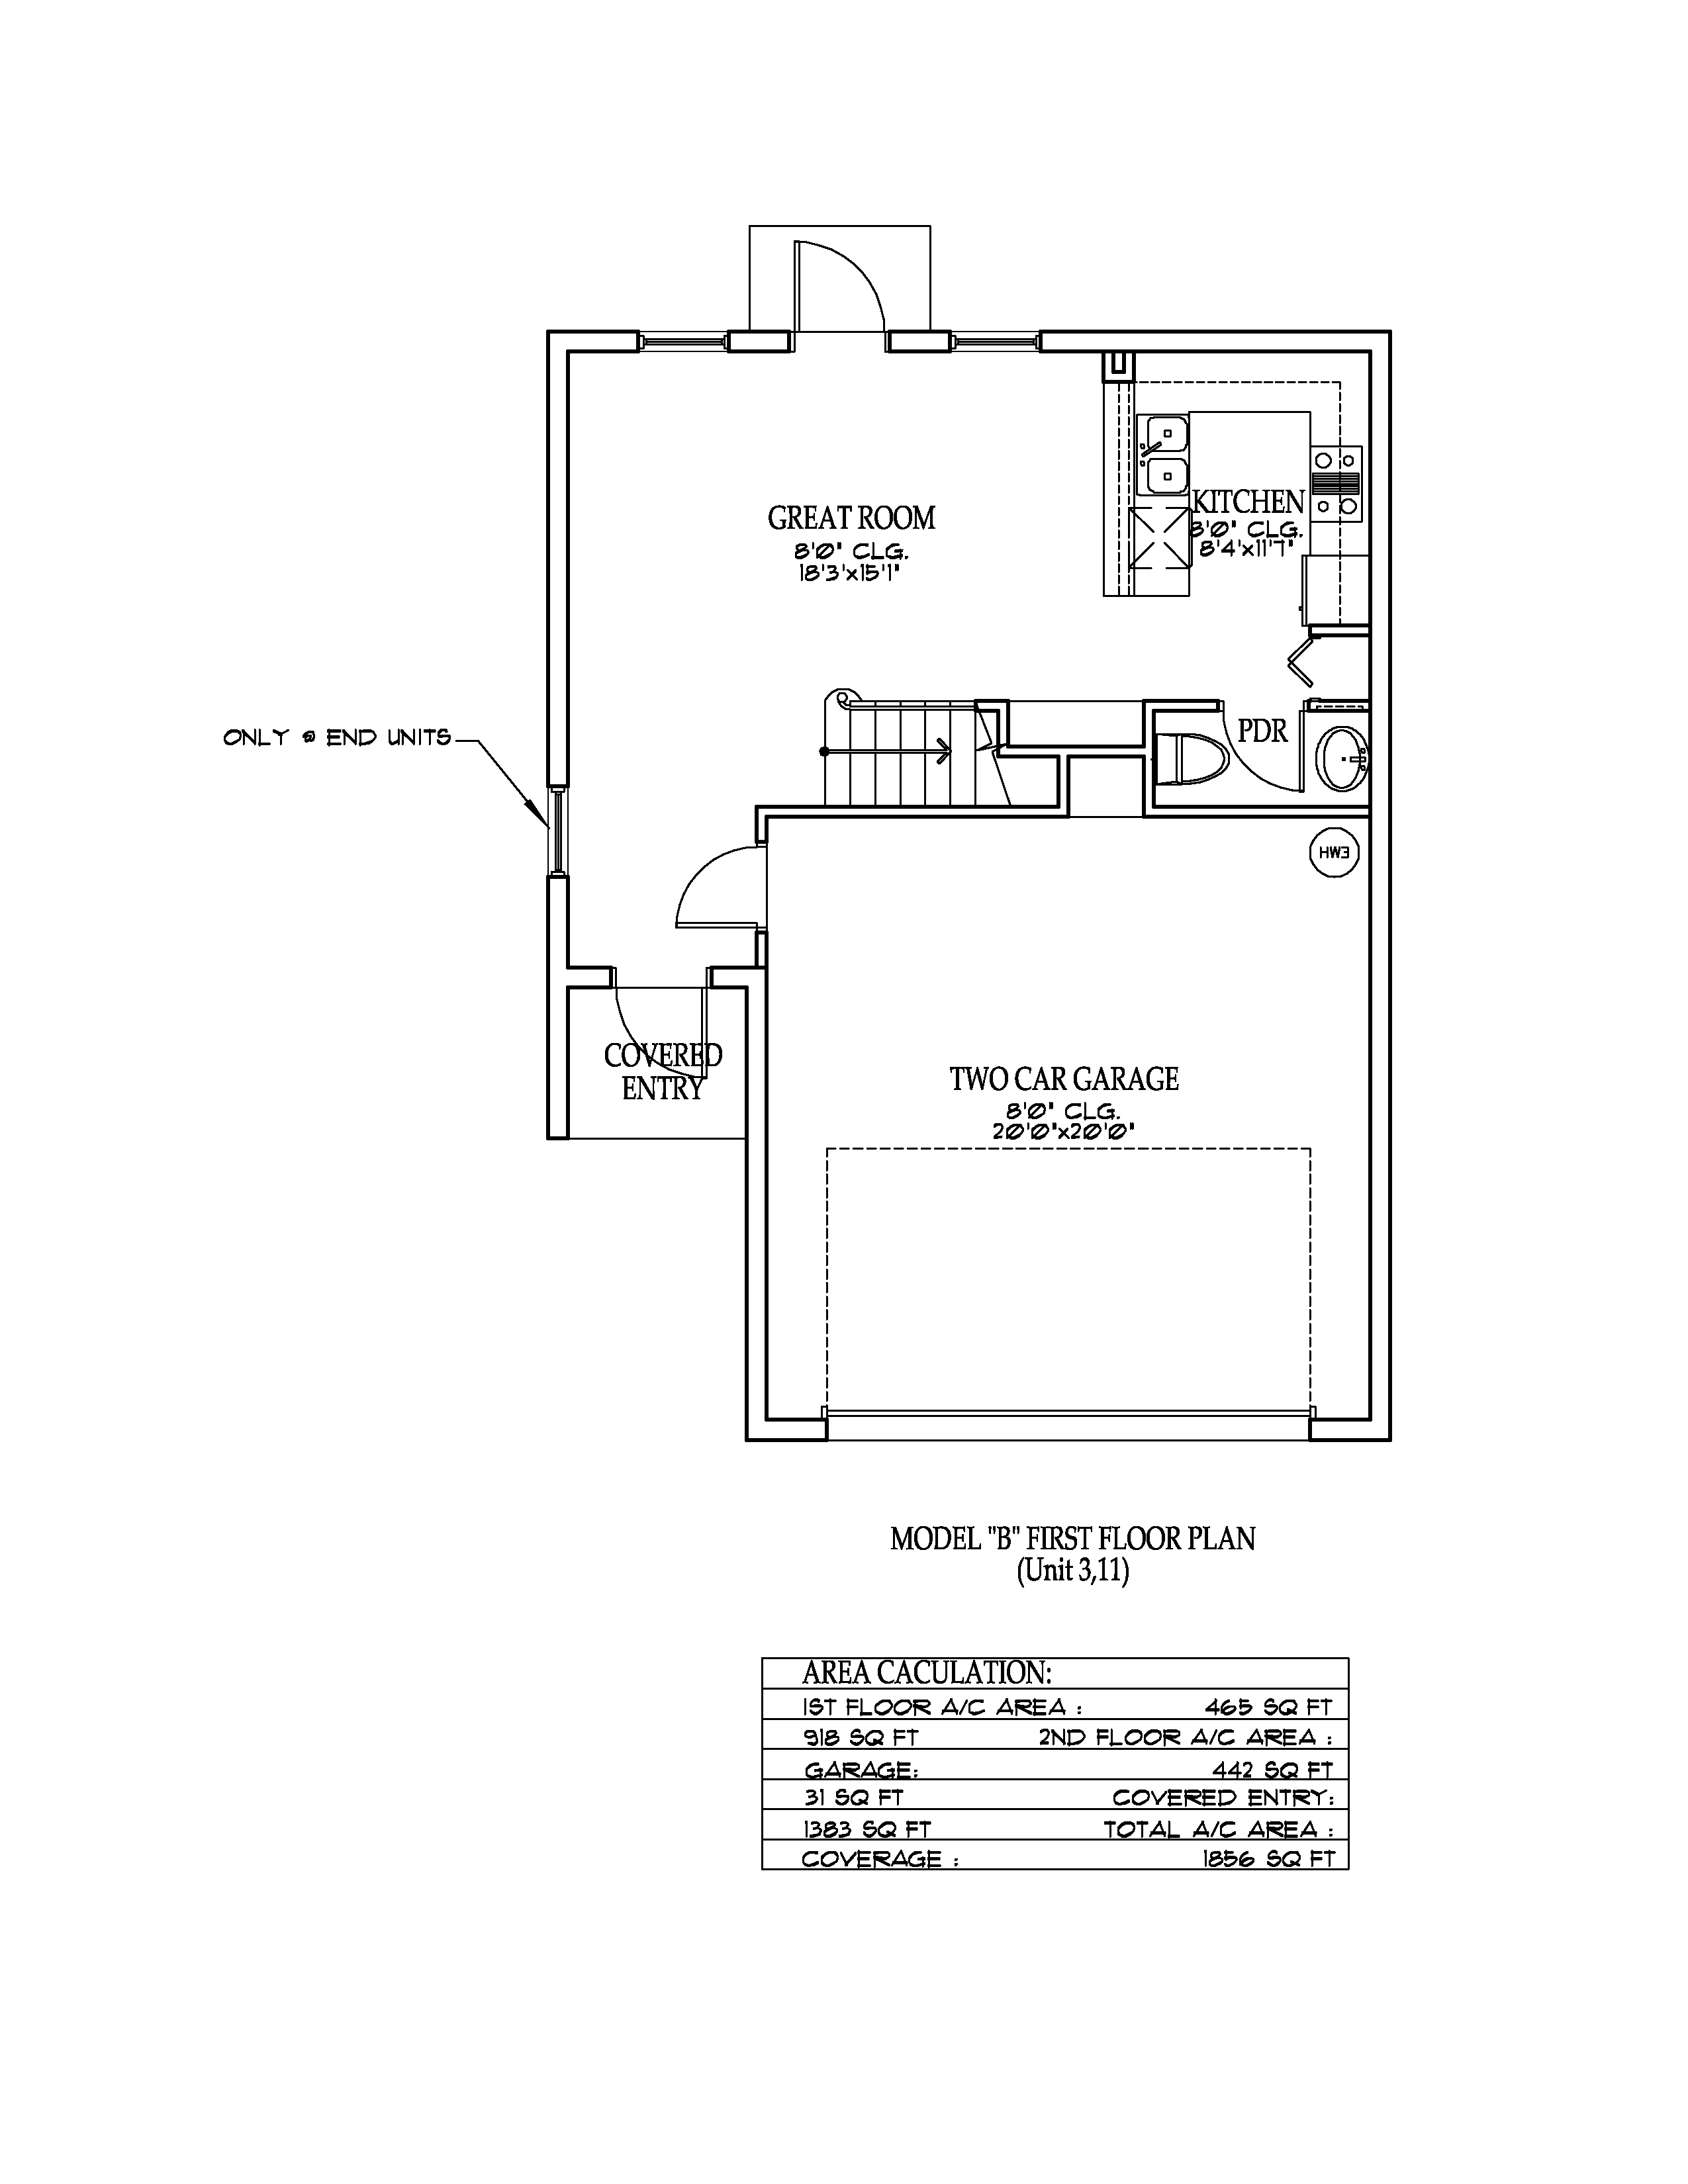 GREAT ROOM
8'0" CLG.
18'3'x15'1"
KITCHEN
8'0" CLG.
8'4'x11'7"
ONLY @ END UNITS
PDR
EWH
COVERED
ENTRY
TWO CAR GARAGE
8'0" CLG.
20'0"x20'0"
MODEL "B" FIRST FLOOR PLAN
(Unit 3,11)
AREA CACULATION:
1ST FLOOR A/C AREA : 465 SQ FT
918 SQ FT 2ND FLOOR A/C AREA :
GARAGE: 442 SQ FT
31 SQ FT COVERED ENTRY:
1383 SQ FT TOTAL A/C AREA :
COVERAGE : 1856 SQ FT